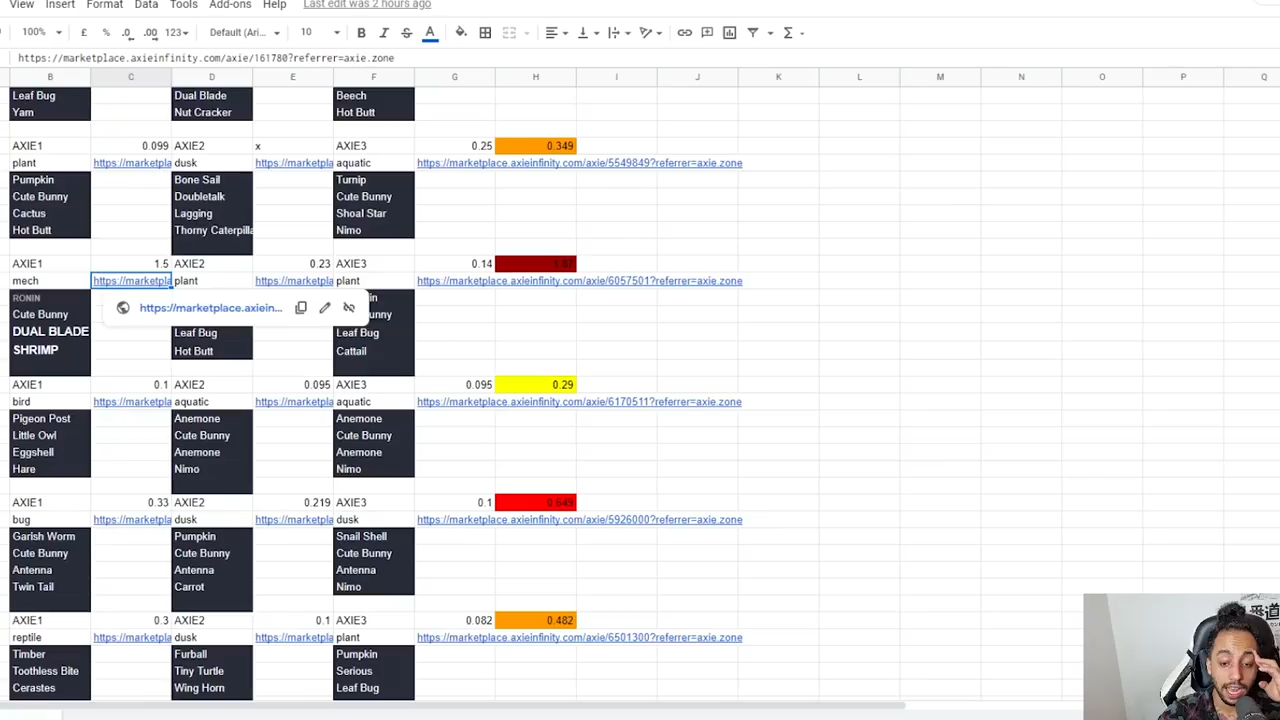 View Insert Format Data Tools Add-ons Help Last edit was 2 hours ago
100% £ % .0 .00 123 Default (Ari... 10 B I S A
https://marketplace.axieinfinity.com/axie/161780?referrer=axie.zone
B C D E F G H I J K L M N O P Q
Leaf Bug Dual Blade Beech
Yam Nut Cracker Hot Butt
AXIE1 0.099 AXIE2 x AXIE3 0.25 0.349
plant https://marketpla dusk https://marketpla aquatic https://marketplace.axieinfinity.com/axie/5549849?referrer=axie.zone
Pumpkin Bone Sail Turnip
Cute Bunny Doubletalk Cute Bunny
Cactus Lagging Shoal Star
Hot Butt Thorny Caterpilla Nimo
AXIE1 1.5 AXIE2 0.23 AXIE3 0.14
mech https://marketpla plant https://marketpla plant https://marketplace.axieinfinity.com/axie/6057501?referrer=axie.zone
RONIN
https://marketplace.axiein...
Cute Bunny
DUAL BLADE Leaf Bug Leaf Bug
SHRIMP Hot Butt Cattail
AXIE1 0.1 AXIE2 0.095 AXIE3 0.095 0.29
bird https://marketpla aquatic https://marketpla aquatic https://marketplace.axieinfinity.com/axie/6170511?referrer=axie.zone
Pigeon Post Anemone Anemone
Little Owl Cute Bunny Cute Bunny
Eggshell Anemone Anemone
Hare Nimo Nimo
AXIE1 0.33 AXIE2 0.219 AXIE3 0.1 0.649
bug https://marketpla dusk https://marketpla dusk https://marketplace.axieinfinity.com/axie/5926000?referrer=axie.zone
Garish Worm Pumpkin Snail Shell
Cute Bunny Cute Bunny Cute Bunny
Antenna Antenna Antenna
Twin Tail Carrot Nimo
AXIE1 0.3 AXIE2 0.1 AXIE3 0.082 0.482
reptile https://marketpla dusk https://marketpla plant https://marketplace.axieinfinity.com/axie/6501300?referrer=axie.zone
Timber Furball Pumpkin
Toothless Bite Tiny Turtle Serious
Cerastes Wing Horn Leaf Bug